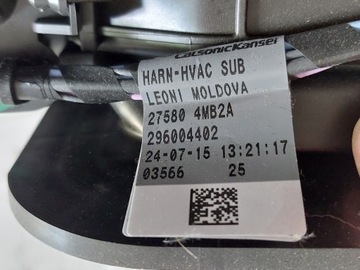 CalsonicKansei
HARN-HVAC SUB
LEONI MOLDOVA
27580 4MB2A
296004402
24-07-15 13:21:17
03566 25